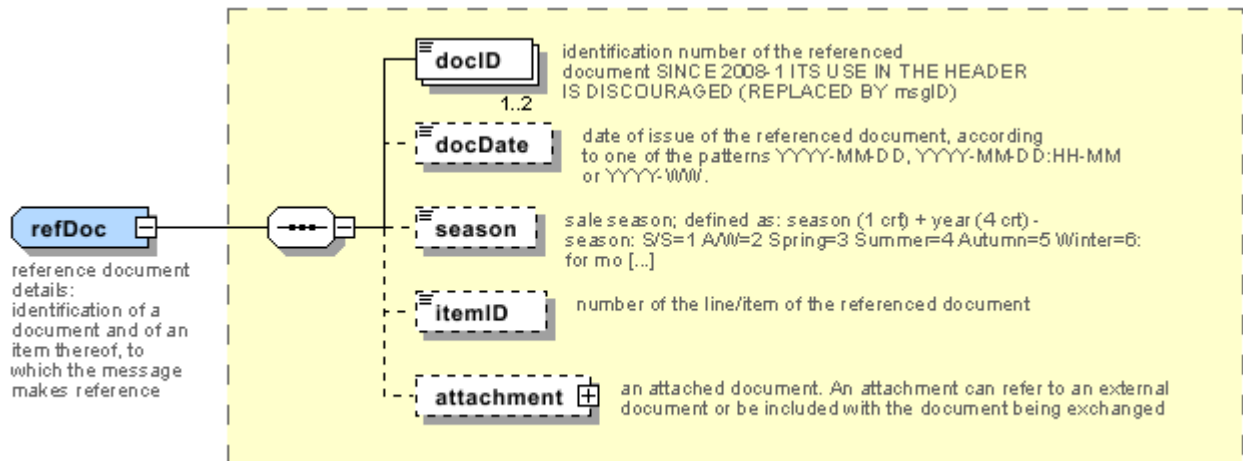 docID
1..2
identification number of the referenced
document SINCE 2008-1 ITS USE IN THE HEADER
IS DISCOURAGED (REPLACED BY msgID)
docDate
date of issue of the referenced document, according
to one of the patterns YYYY-MM-DD, YYYY-MM-DD:HH-MM
or YYYY-WW.
refDoc
reference document
details:
identification of a
document and of an
item thereof, to
which the message
makes reference
season
sale season; defined as: season (1 crt) + year (4 crt) -
season: S/S=1 A/W=2 Spring=3 Summer=4 Autumn=5 Winter=6:
for mo [...]
itemID
number of the line/item of the referenced document
attachment
an attached document. An attachment can refer to an external
document or be included with the document being exchanged